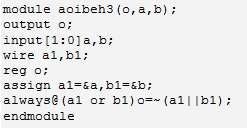 module aoibeh3(o,a,b);
output o;
input[1:0]a,b;
wire a1,b1;
reg o;
assign a1=&a,b1=&b;
always@(a1 or b1)o=~(a1||b1);
endmodule